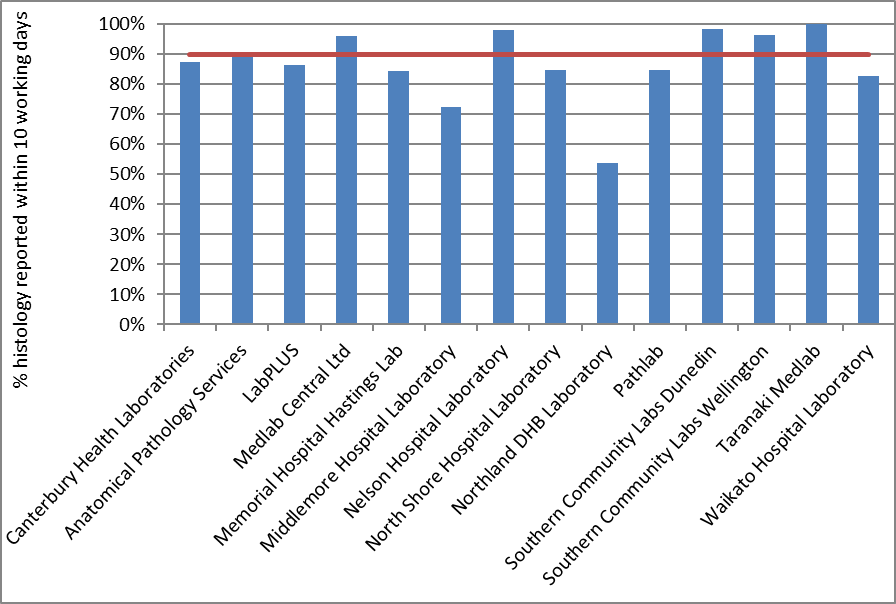 % histology reported within 10 working days
100%
90%
80%
70%
60%
50%
40%
30%
20%
10%
0%
Canterbury Health Laboratories
Anatomical Pathology Services
LabPLUS
Medlab Central Ltd
Memorial Hospital Hastings Lab
Middlemore Hospital Laboratory
Nelson Hospital Laboratory
North Shore Hospital Laboratory
Northland DHB Laboratory
Pathlab
Southern Community Labs Dunedin
Southern Community Labs Wellington
Taranaki Medlab
Waikato Hospital Laboratory